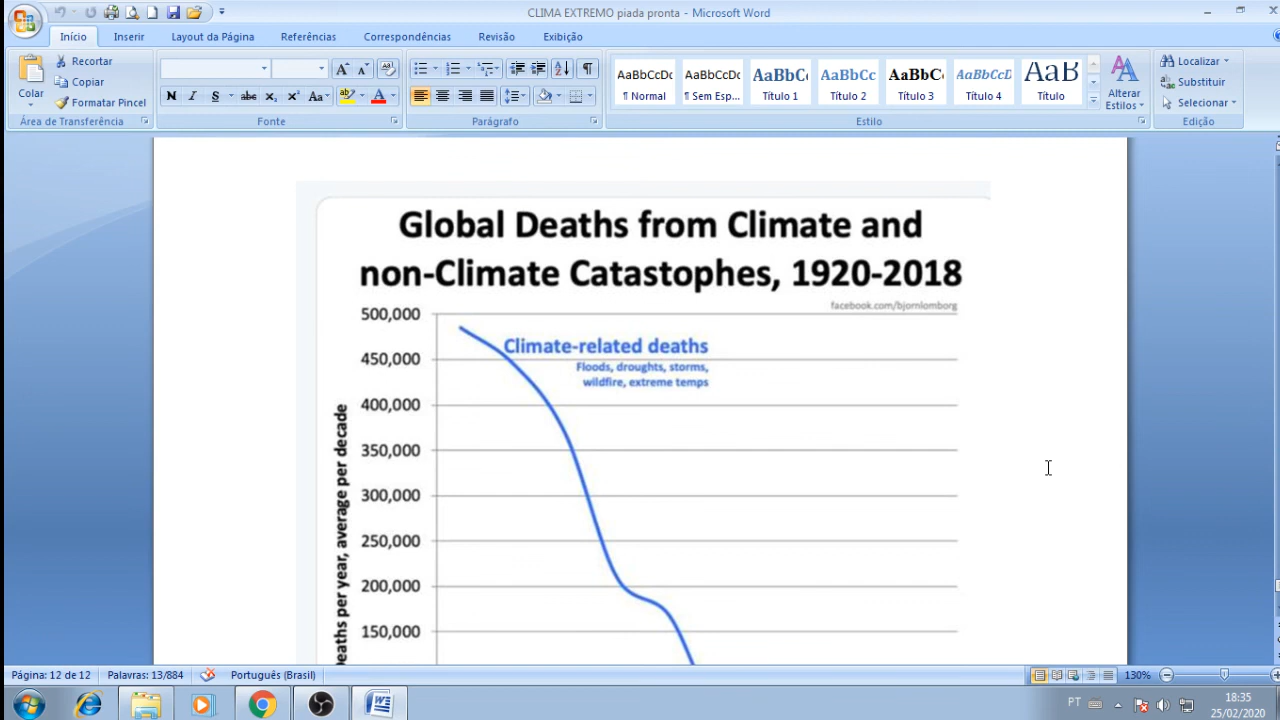 CLIMA EXTREMO piada pronta - Microsoft Word
Início
Inserir
Layout da Página
Referências
Correspondências
Revisão
Exibição
Colar
Recortar
Copiar
Formatar Pincel
Área de Transferência
N I S abc x₂ x² Aa
Fonte
Parágrafo
AaBbCcDc
¶ Normal
AaBbCcDc
¶ Sem Esp...
AaBbC
Título 1
AaBbCc
Título 2
AaBbC
Título 3
AaBbCcD
Título 4
AaB
Título
Alterar
Estilos
Estilo
Localizar
Substituir
Selecionar
Edição
Global Deaths from Climate and
non-Climate Catastophes, 1920-2018
facebook.com/bjornlomborg
500,000
450,000
400,000
350,000
300,000
250,000
200,000
150,000
Deaths per year, average per decade
Climate-related deaths
Floods, droughts, storms,
wildfire, extreme temps
Página: 12 de 12
Palavras: 13/884
Português (Brasil)
130%
PT
18:35
25/02/2020